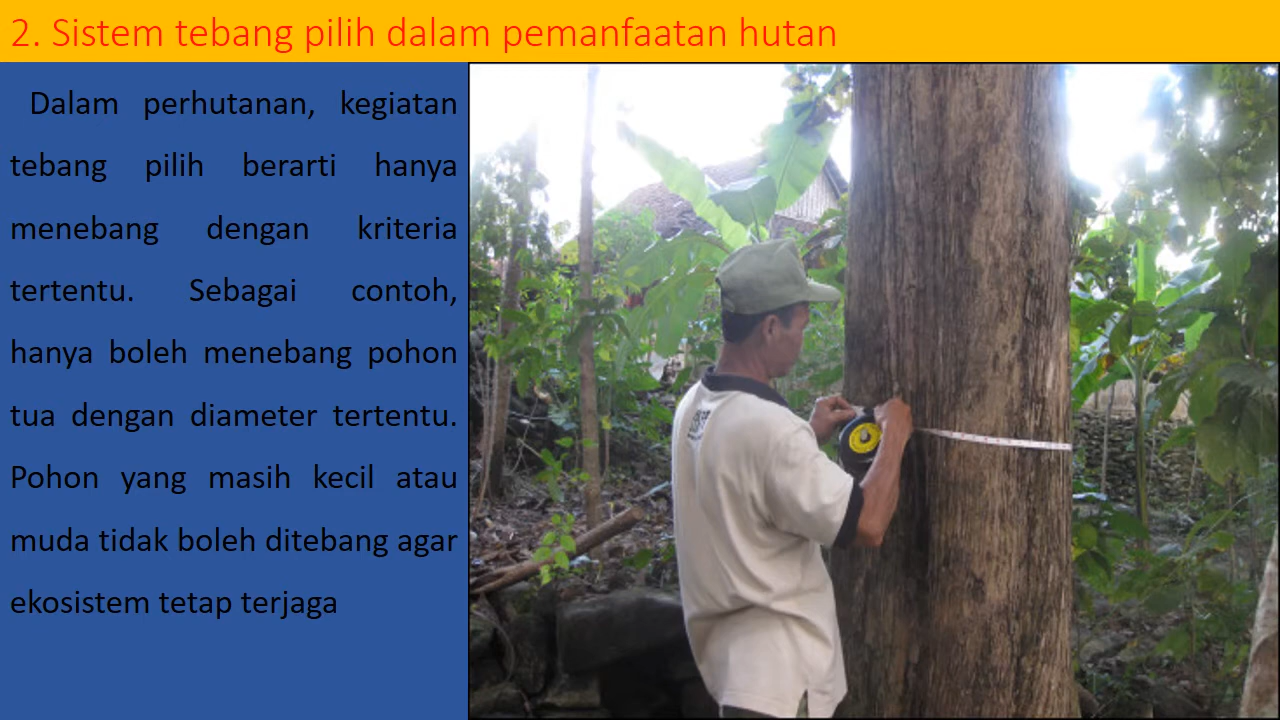 2. Sistem tebang pilih dalam pemanfaatan hutan
Dalam perhutanan, kegiatan
tebang pilih berarti hanya
menebang dengan kriteria
tertentu. Sebagai contoh,
hanya boleh menebang pohon
tua dengan diameter tertentu.
Pohon yang masih kecil atau
muda tidak boleh ditebang agar
ekosistem tetap terjaga